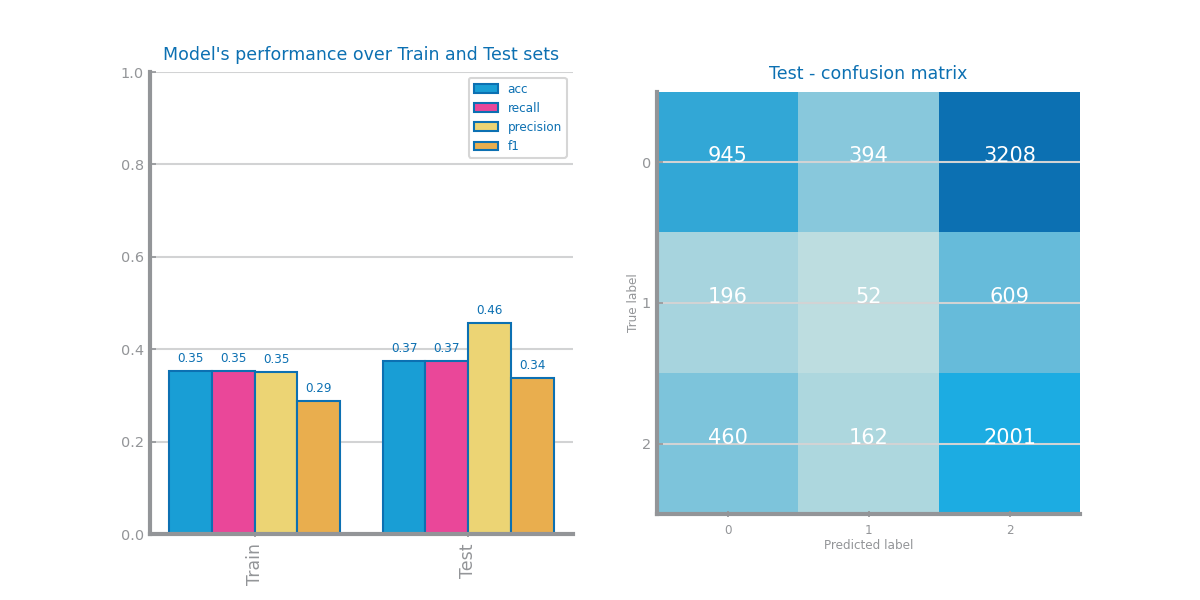 Model's performance over Train and Test sets
1.0
0.8
0.6
0.4
0.2
0.0
acc
recall
precision
f1
0.35 0.35 0.35 0.29
0.37 0.37 0.46 0.34
Train Test
Test - confusion matrix
True label
0 945 394 3208
1 196 52 609
2 460 162 2001
0 1 2
Predicted label